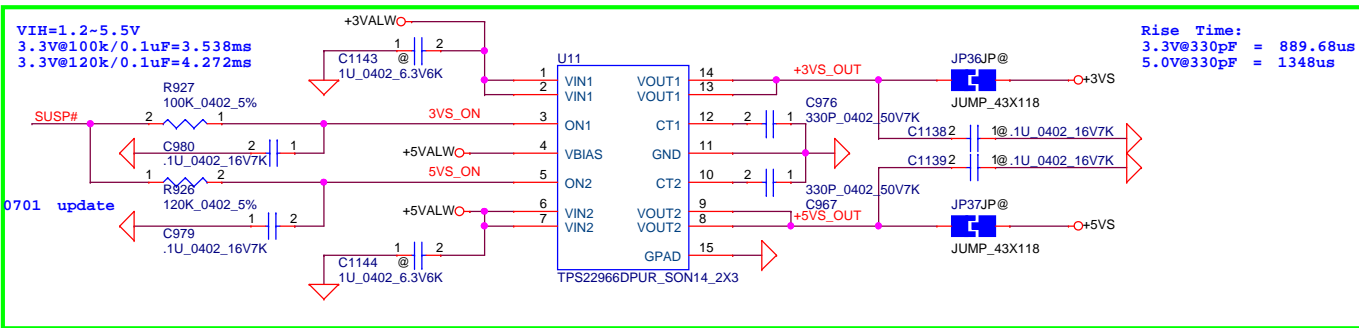 VIH=1.2~5.5V
3.3V@100k/0.1uF=3.538ms
3.3V@120k/0.1uF=4.272ms
+3VALW
1 2
C1143 @
1U_0402_6.3V6K
U11
Rise Time:
3.3V@330pF = 889.68us
5.0V@330pF = 1348us
1 VIN1 VOUT1 14
2 VIN1 VOUT1 13
+3VS_OUT
JP36JP@
+3VS
JUMP_43X118
R927
100K_0402_5%
SUSP#
2 1
3VS_ON
3 ON1 CT1 12
2 1
C976
330P_0402_50V7K
C1138 2 1@ .1U_0402_16V7K
C980 2 1
.1U_0402_16V7K
+5VALW
4 VBIAS GND 11
C1139 2 1@ .1U_0402_16V7K
1 2
R926
120K_0402_5%
5VS_ON
5 ON2 CT2 10
2 1
330P_0402_50V7K
C967
0701 update
1 2
C979
.1U_0402_16V7K
+5VALW
6 VIN2 VOUT2 9
7 VIN2 VOUT2 8
+5VS_OUT
JP37JP@
+5VS
JUMP_43X118
1 2
C1144 @
1U_0402_6.3V6K
GPAD 15
TPS22966DPUR_SON14_2X3